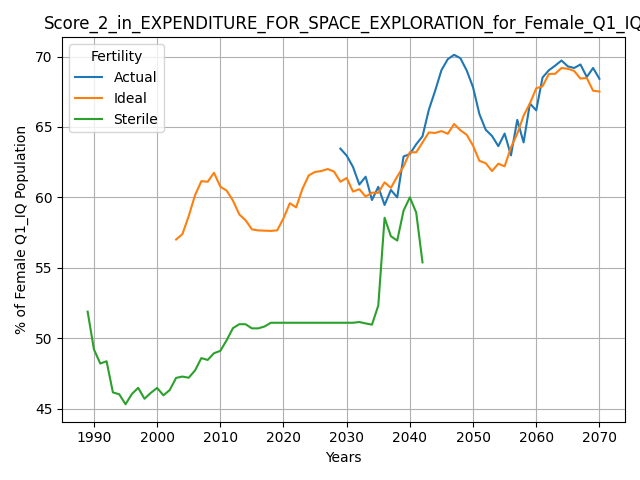 Score_2_in_EXPENDITURE_FOR_SPACE_EXPLORATION_for_Female_Q1_IQ
Fertility
Actual
Ideal
Sterile
70
65
60
55
50
45
% of Female Q1_IQ Population
1990 2000 2010 2020 2030 2040 2050 2060 2070
Years